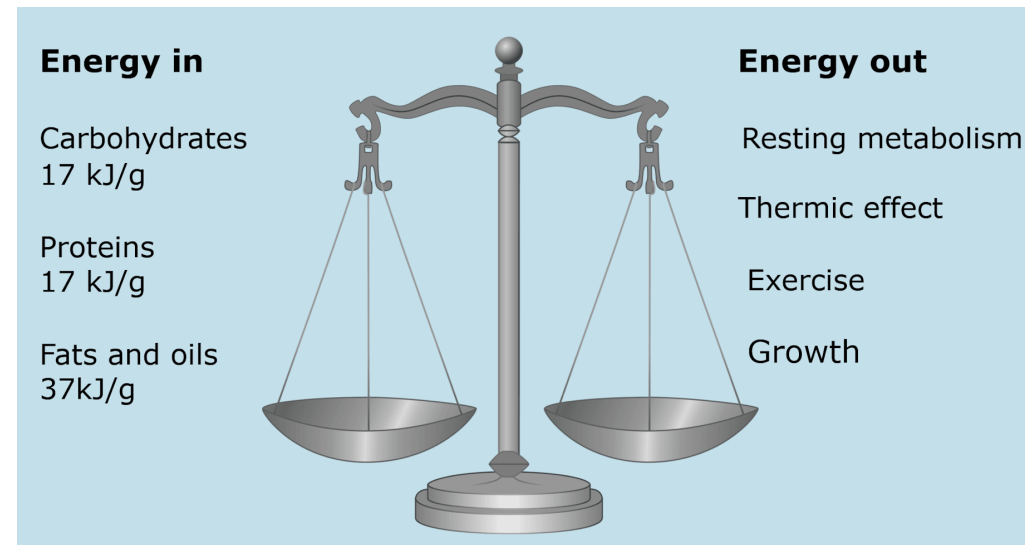 Energy in
Carbohydrates
17 kJ/g
Proteins
17 kJ/g
Fats and oils
37kJ/g
Energy out
Resting metabolism
Thermic effect
Exercise
Growth